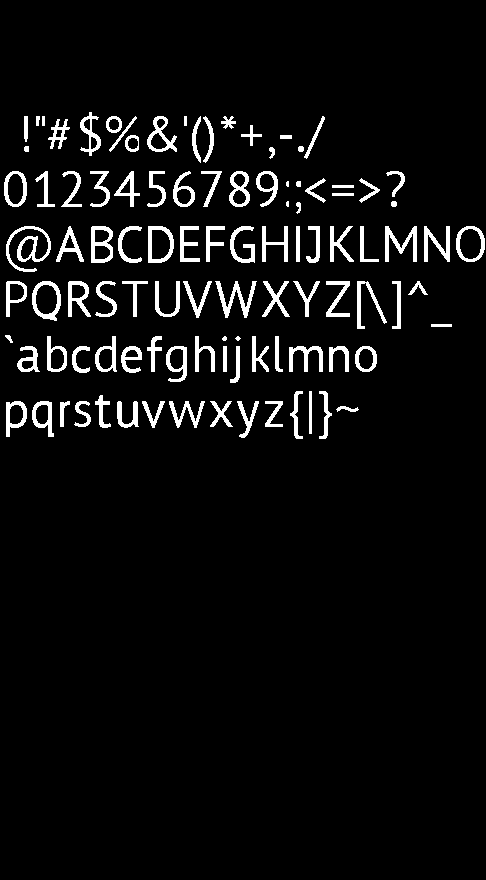 !"#$%&'()*+,-./
0123456789:;<=>?
@ABCDEFGHIJKLMNO
PQRSTUVWXYZ[\]^_
`abcdefghijklmno
pqrstuvwxyz{|}~